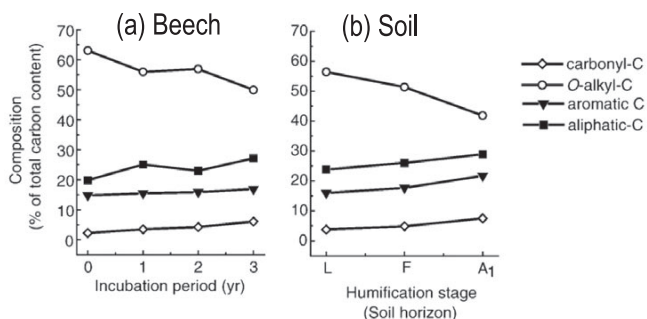 (a) Beech
(b) Soil
Composition
(% of total carbon content)
70
60
50
40
30
20
10
0
0 1 2 3
Incubation period (yr)
70
60
50
40
30
20
10
0
L F A1
Humification stage
(Soil horizon)
carbonyl-C
O-alkyl-C
aromatic C
aliphatic-C